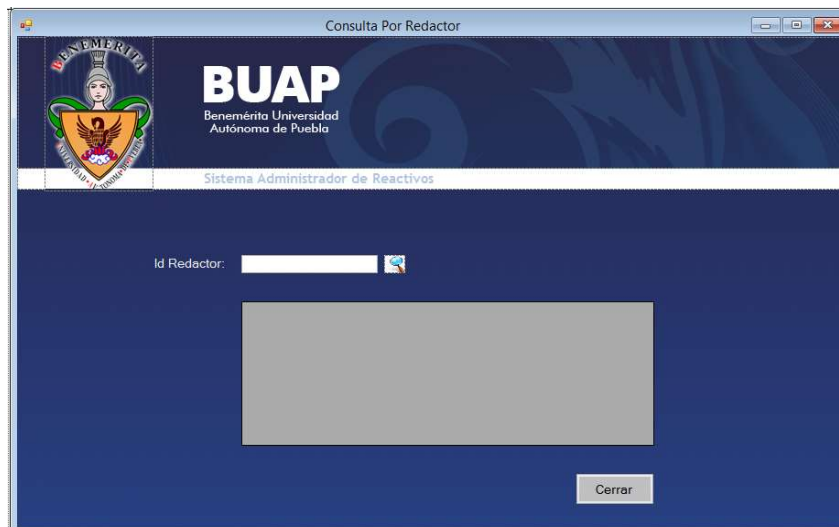 Consulta Por Redactor
BENEMERITA
BUAP
Benemérita Universidad
Autónoma de Puebla
Sistema Administrador de Reactivos
Id Redactor:
Cerrar